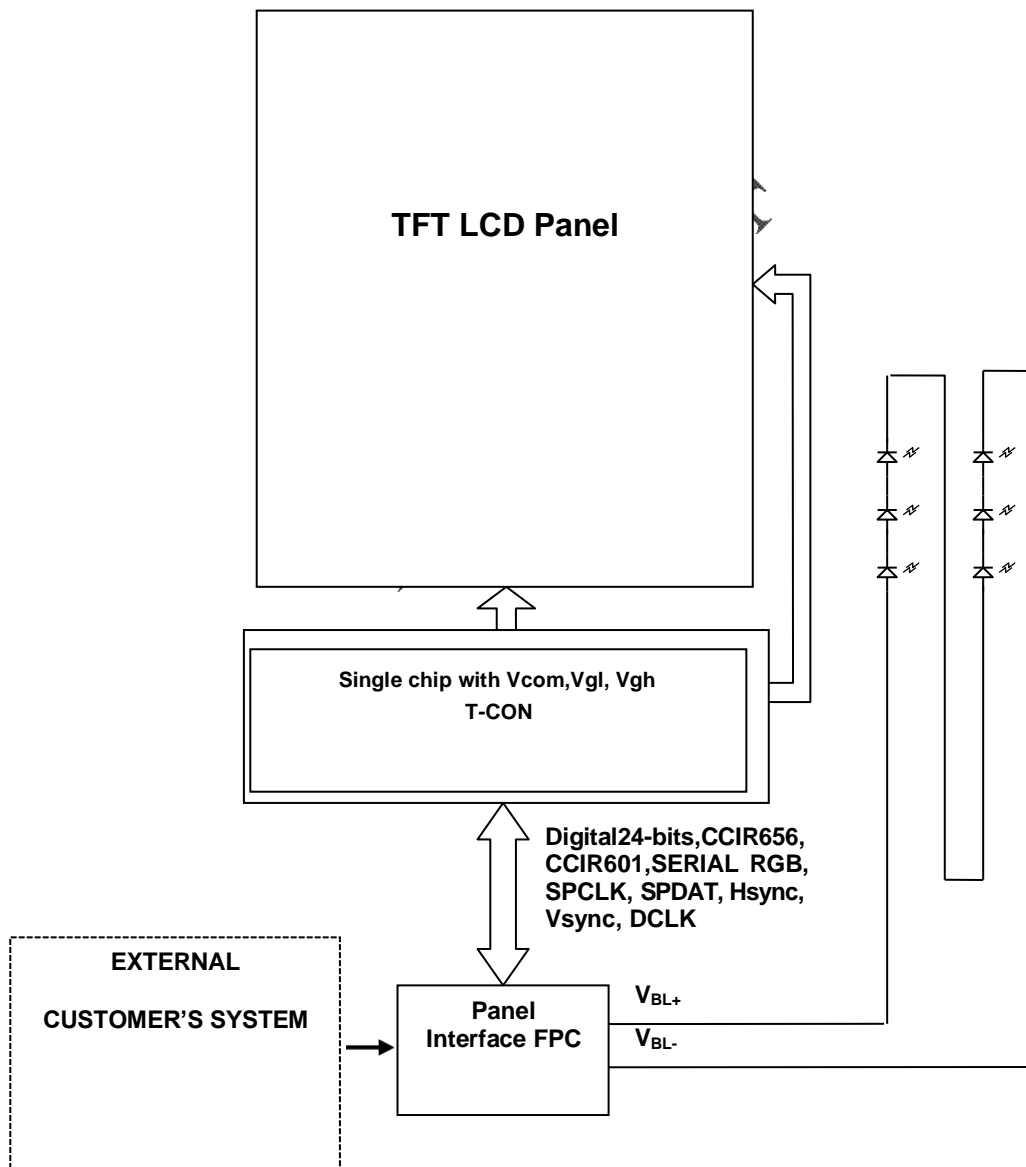 TFT LCD Panel
Single chip with Vcom,Vgl, Vgh
T-CON
Digital24-bits,CCIR656,
CCIR601,SERIAL RGB,
SPCLK, SPDAT, Hsync,
Vsync, DCLK
EXTERNAL
CUSTOMER'S SYSTEM
Panel
Interface FPC
VBL+
VBL-